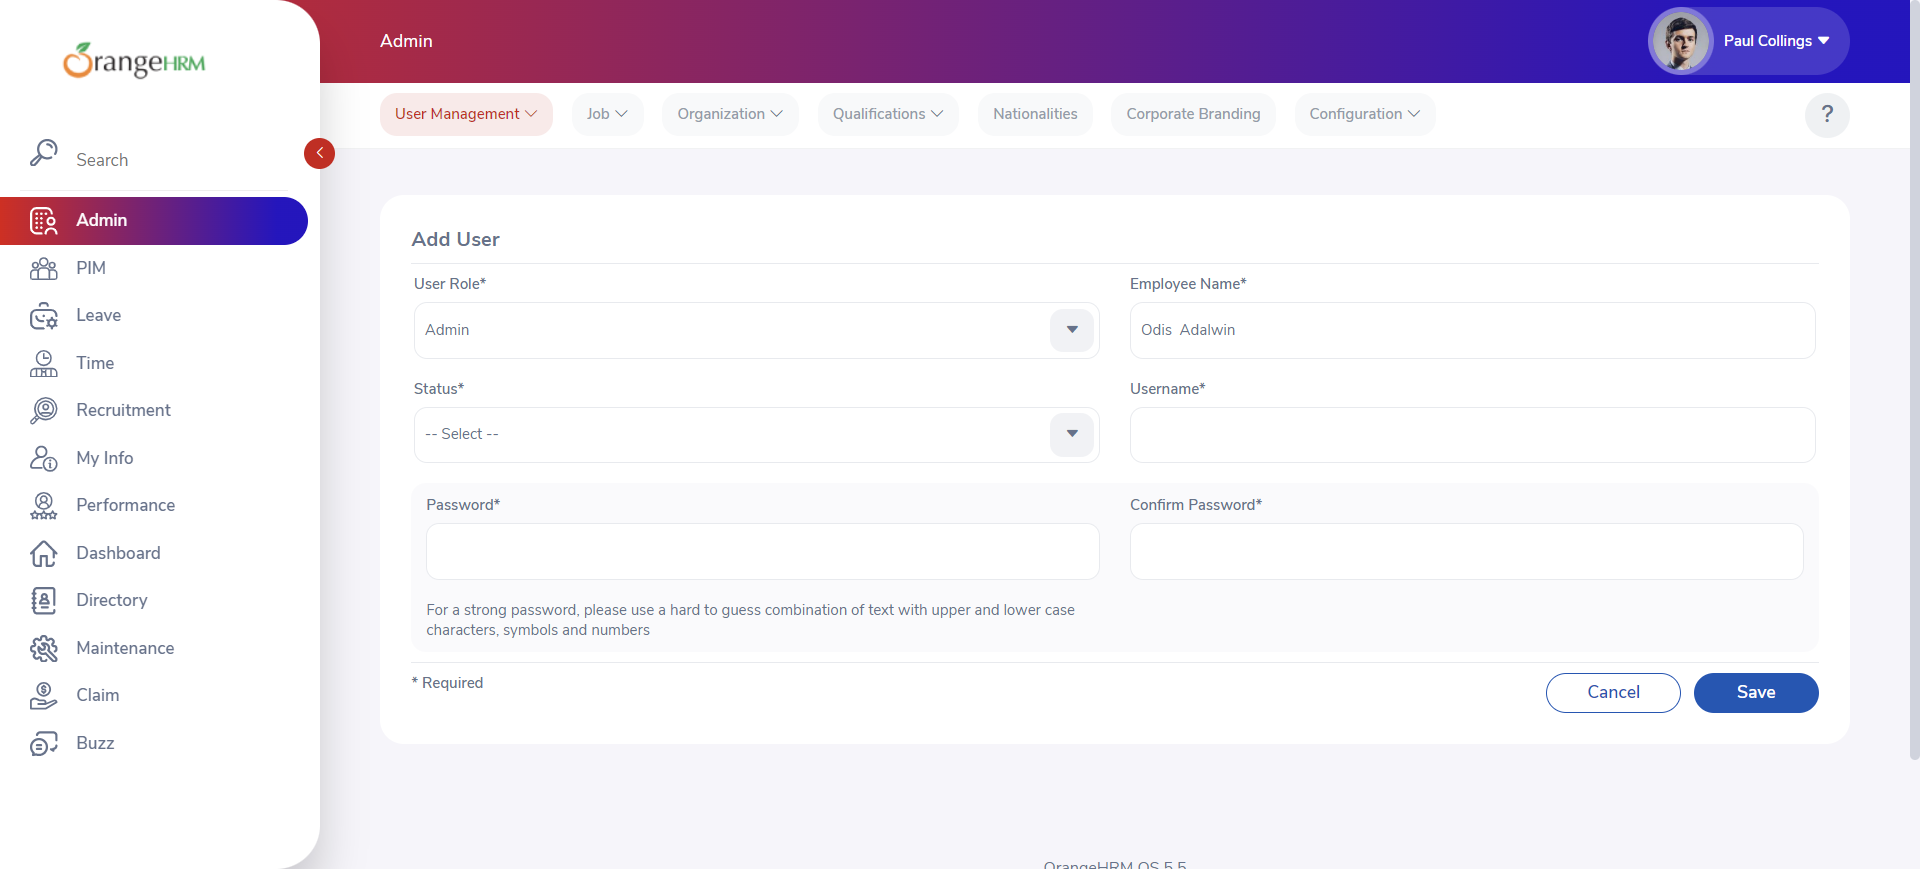 OrangeHRM
Search
Admin
PIM
Leave
Time
Recruitment
My Info
Performance
Dashboard
Directory
Maintenance
Claim
Buzz
Admin
Paul Collings
User Management
Job
Organization
Qualifications
Nationalities
Corporate Branding
Configuration
?
Add User
User Role*
Admin
Employee Name*
Odis  Adalwin
Status*
-- Select --
Username*
Password*
Confirm Password*
For a strong password, please use a hard to guess combination of text with upper and lower case
characters, symbols and numbers
* Required
Cancel
Save
OrangeHRM OS 5.5